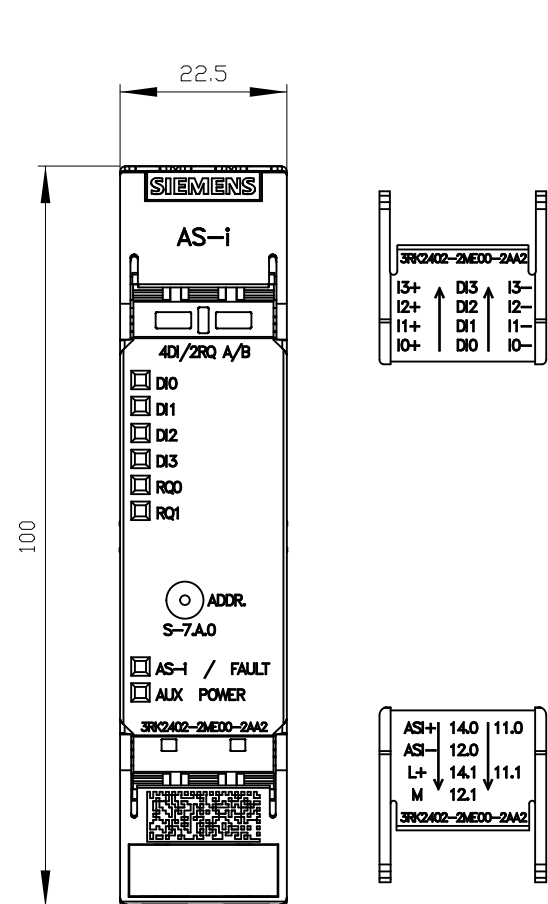 22.5
SIEMENS
AS-i
100
4DI/2RQ A/B
DI0
DI1
DI2
DI3
RQ0
RQ1
ADDR.
S-7.A.0
AS-i / FAULT
AUX POWER
3RK2402-2ME00-2AA2
3RK2402-2ME00-2AA2
I3+ DI3 I3-
I2+ DI2 I2-
I1+ DI1 I1-
I0+ DI0 I0-
ASI+ 14.0 11.0
ASI- 12.0
L+ 14.1 11.1
M 12.1
3RK2402-2ME00-2AA2